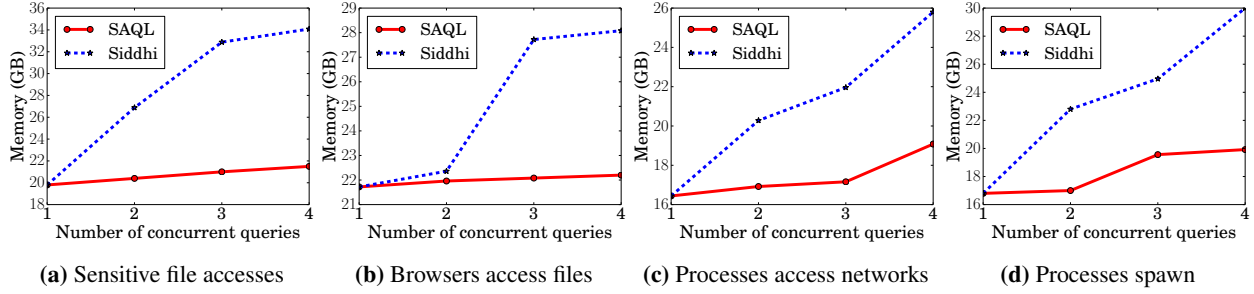 36
34
32
30
28
26
24
22
20
18
Memory (GB)
SAQL
Siddhi
1 2 3 4
Number of concurrent queries
(a) Sensitive file accesses
29
28
27
26
25
24
23
22
21
Memory (GB)
SAQL
Siddhi
1 2 3 4
Number of concurrent queries
(b) Browsers access files
26
24
22
20
18
16
Memory (GB)
SAQL
Siddhi
1 2 3 4
Number of concurrent queries
(c) Processes access networks
30
28
26
24
22
20
18
16
Memory (GB)
SAQL
Siddhi
1 2 3 4
Number of concurrent queries
(d) Processes spawn